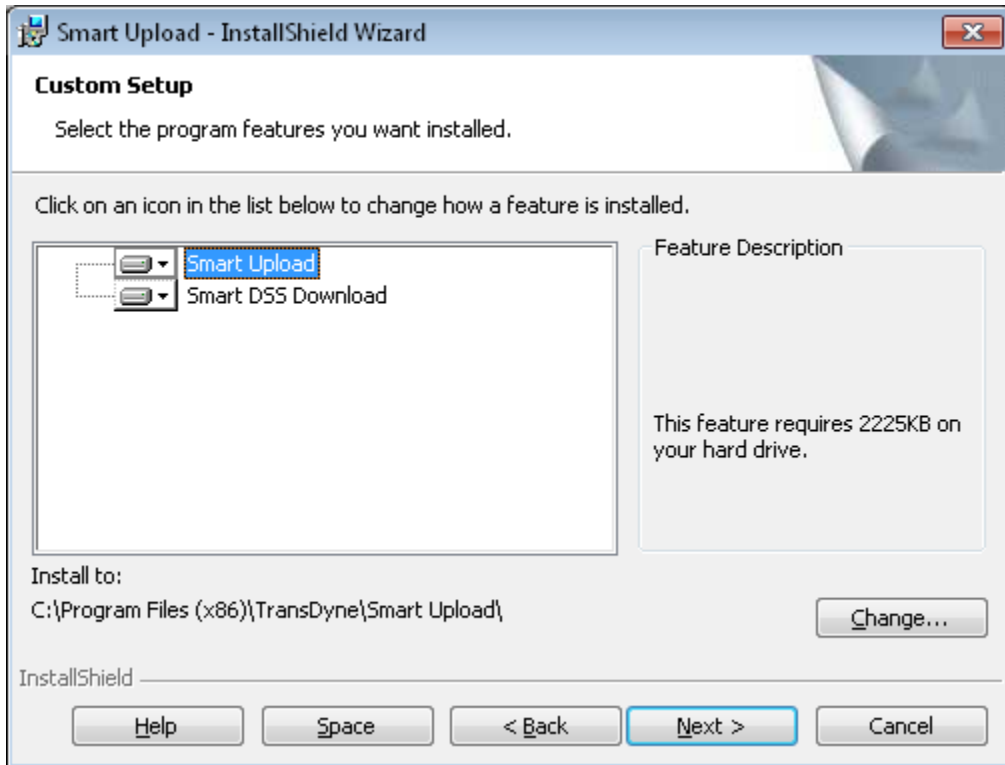 Smart Upload - InstallShield Wizard
Custom Setup
Select the program features you want installed.
Click on an icon in the list below to change how a feature is installed.
Smart Upload
Smart DSS Download
Feature Description
This feature requires 2225KB on
your hard drive.
Install to:
C:\Program Files (x86)\TransDyne\Smart Upload\
Change...
InstallShield
Help
Space
< Back
Next >
Cancel